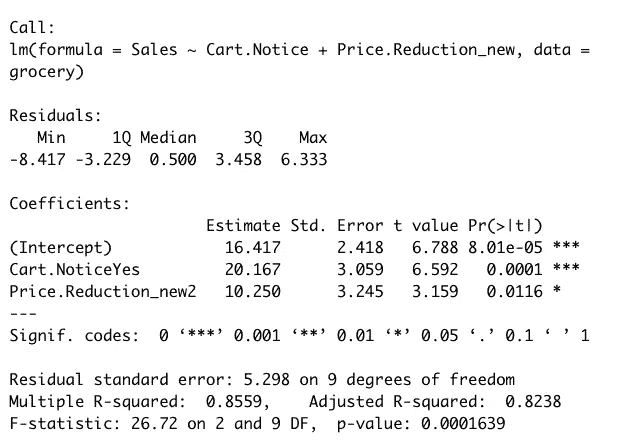 Call:
lm(formula = Sales ~ Cart.Notice + Price.Reduction_new, data =
grocery)

Residuals:
   Min     1Q Median     3Q    Max
-8.417 -3.229  0.500  3.458  6.333

Coefficients:
                     Estimate Std. Error t value Pr(>|t|)
(Intercept)            16.417      2.418   6.788 8.01e-05 ***
Cart.NoticeYes         20.167      3.059   6.592   0.0001 ***
Price.Reduction_new2   10.250      3.245   3.159   0.0116 *
---
Signif. codes:  0 ‘***’ 0.001 ‘**’ 0.01 ‘*’ 0.05 ‘.’ 0.1 ‘ ’ 1

Residual standard error: 5.298 on 9 degrees of freedom
Multiple R-squared:  0.8559,	Adjusted R-squared:  0.8238
F-statistic: 26.72 on 2 and 9 DF,  p-value: 0.0001639